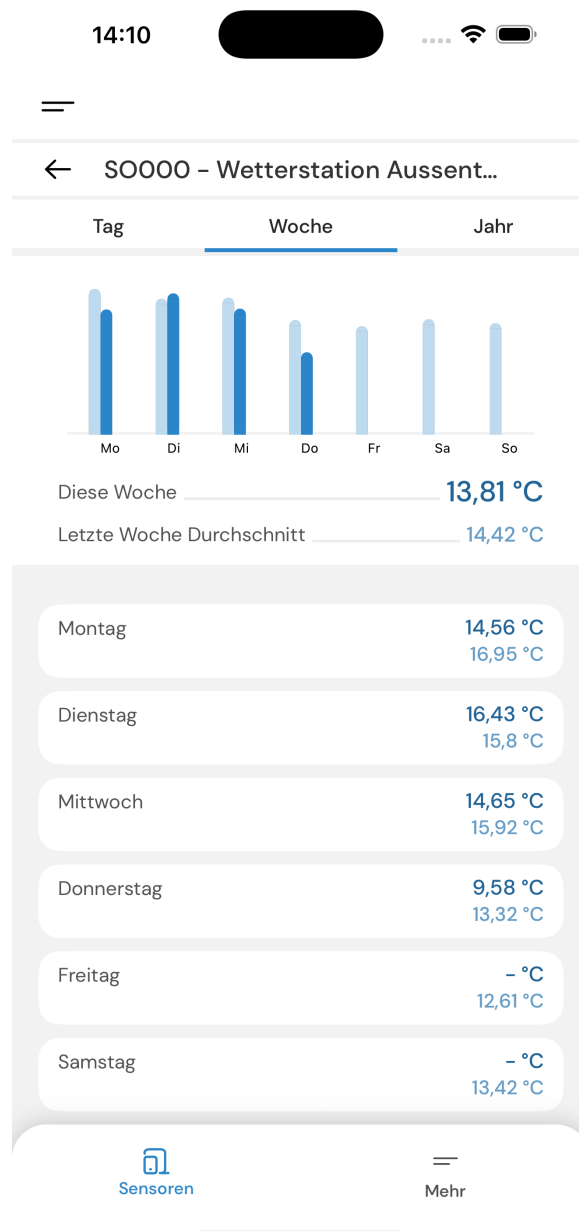 14:10
SO000 – Wetterstation Aussent...
Tag Woche Jahr
Mo Di Mi Do Fr Sa So
Diese Woche 13,81 °C
Letzte Woche Durchschnitt 14,42 °C
Montag 14,56 °C
16,95 °C
Dienstag 16,43 °C
15,8 °C
Mittwoch 14,65 °C
15,92 °C
Donnerstag 9,58 °C
13,32 °C
Freitag – °C
12,61 °C
Samstag – °C
13,42 °C
Sensoren Mehr